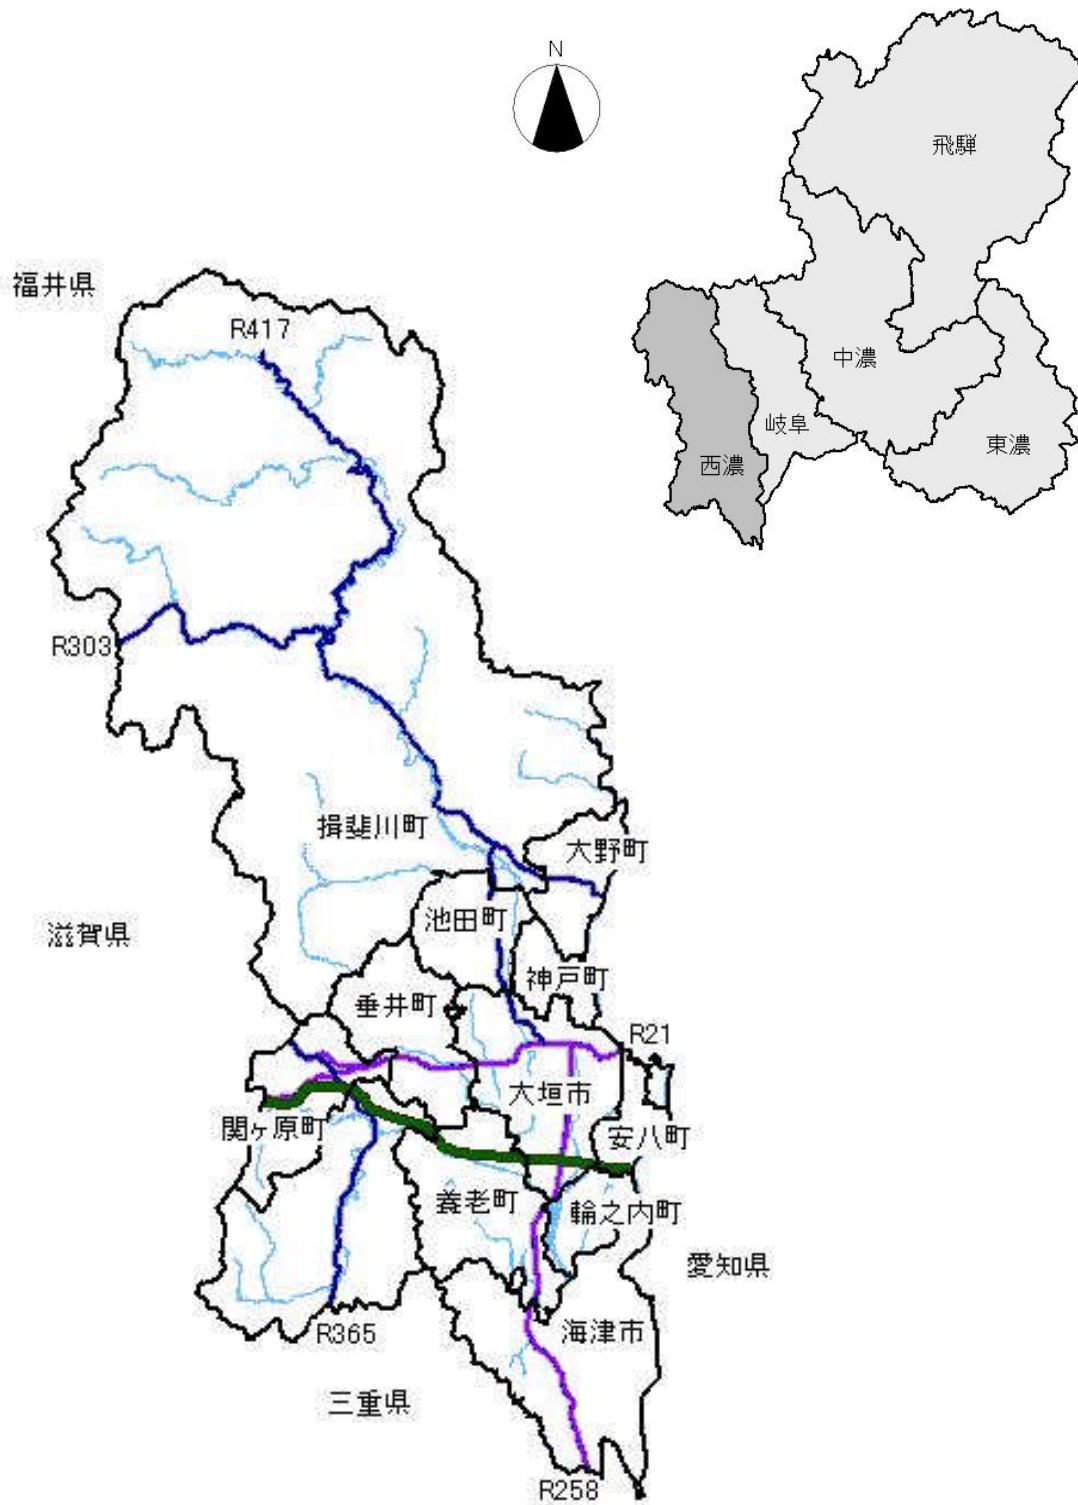 N
飛騨
中濃
岐阜
西濃
東濃
福井県
R417
R303
揖斐川町
大野町
池田町
滋賀県
神戸町
垂井町
R21
大垣市
関ヶ原町
安八町
養老町
輪之内町
愛知県
R365
海津市
三重県
R258